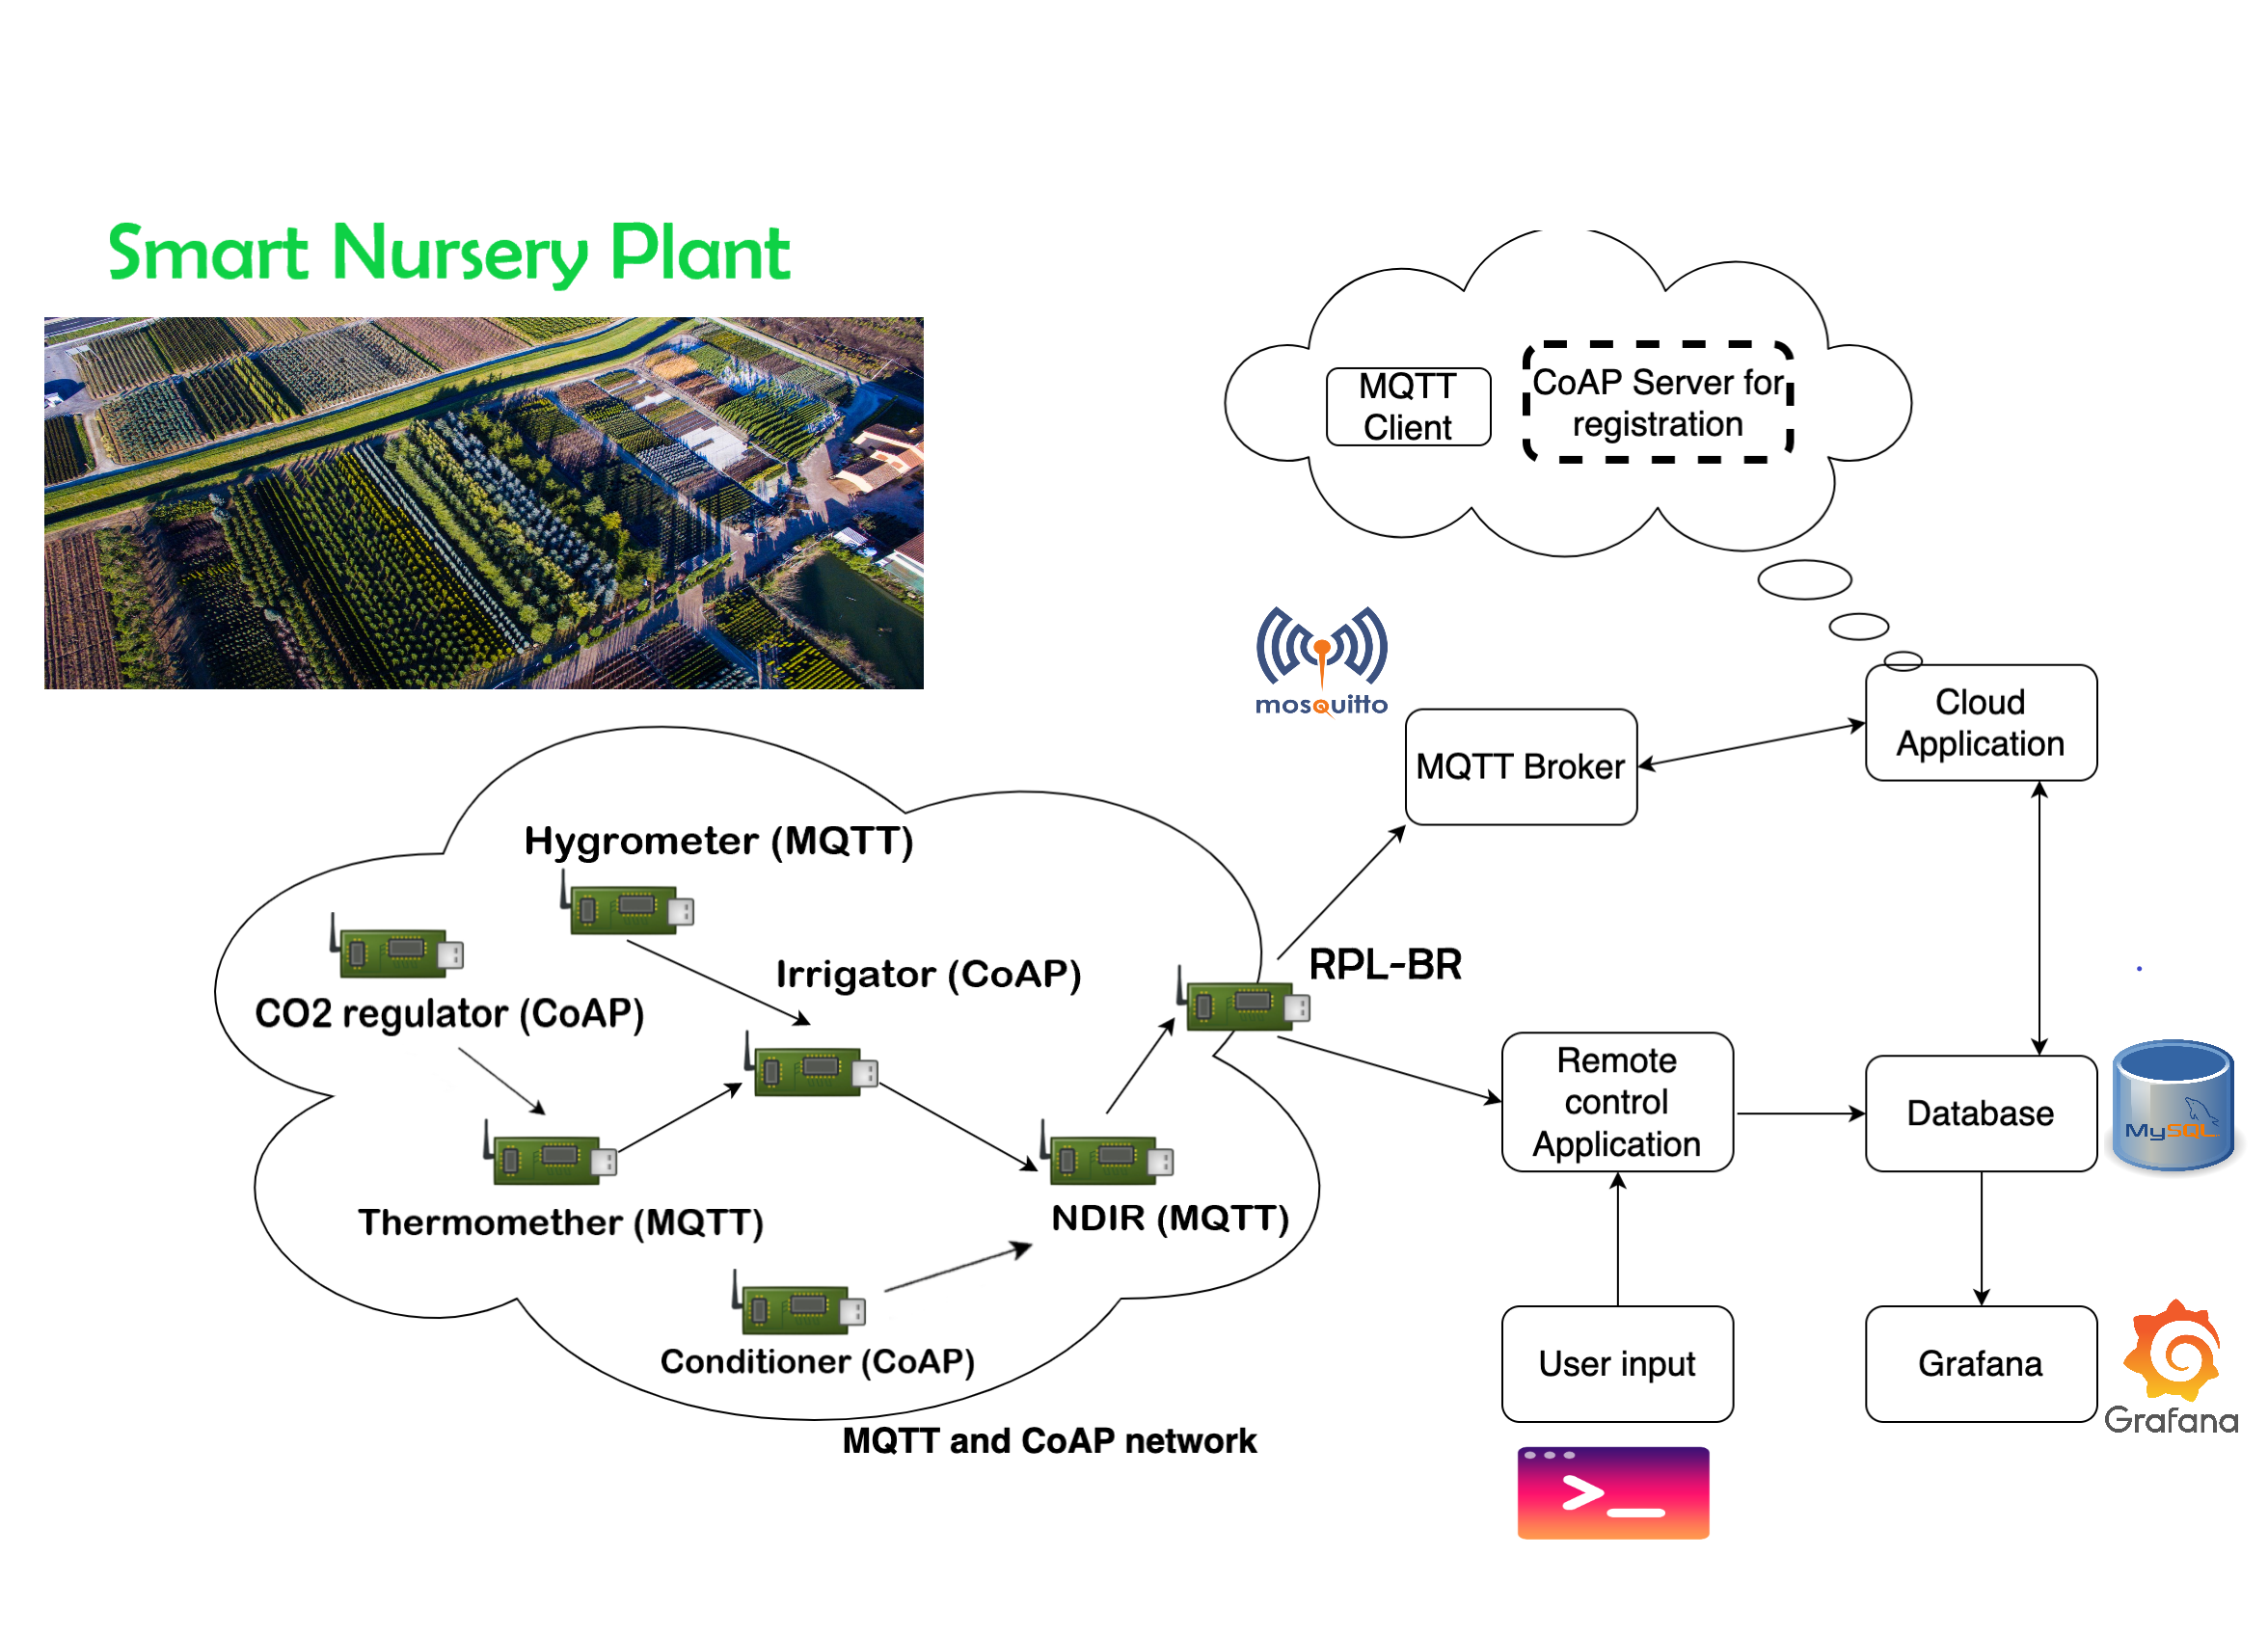 Smart Nursery Plant
MQTT
Client
CoAP Server for
registration
mosquitto
MQTT Broker
Cloud
Application
Hygrometer (MQTT)
CO2 regulator (CoAP)
Irrigator (CoAP)
RPL-BR
Thermomether (MQTT)
NDIR (MQTT)
Conditioner (CoAP)
MQTT and CoAP network
Remote
control
Application
Database
MySQL
User input
Grafana
Grafana
>_